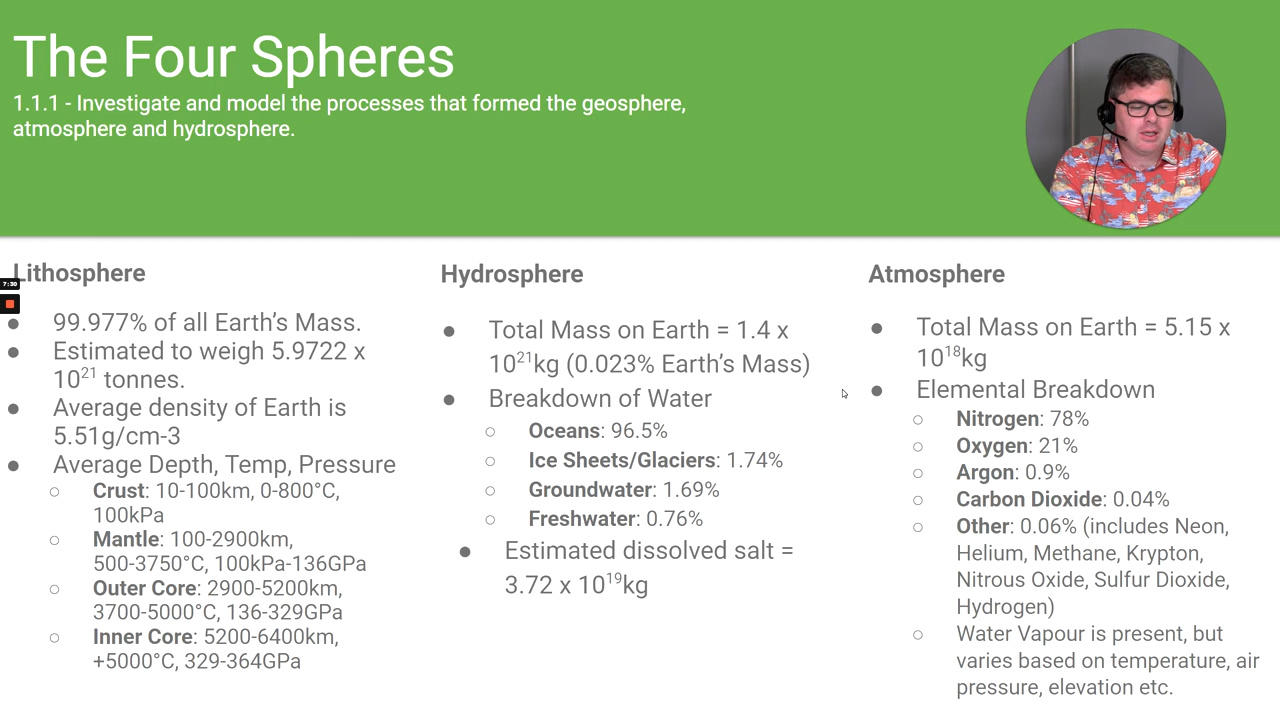 The Four Spheres
1.1.1 - Investigate and model the processes that formed the geosphere,
atmosphere and hydrosphere.
Lithosphere
7:30
● 99.977% of all Earth's Mass.
● Estimated to weigh 5.9722 x
10²¹ tonnes.
● Average density of Earth is
5.51g/cm-3
● Average Depth, Temp, Pressure
○ Crust: 10-100km, 0-800°C,
100kPa
○ Mantle: 100-2900km,
500-3750°C, 100kPa-136GPa
○ Outer Core: 2900-5200km,
3700-5000°C, 136-329GPa
○ Inner Core: 5200-6400km,
+5000°C, 329-364GPa
Hydrosphere
● Total Mass on Earth = 1.4 x
10²¹kg (0.023% Earth's Mass)
● Breakdown of Water
○ Oceans: 96.5%
○ Ice Sheets/Glaciers: 1.74%
○ Groundwater: 1.69%
○ Freshwater: 0.76%
● Estimated dissolved salt =
3.72 x 10¹⁹kg
Atmosphere
● Total Mass on Earth = 5.15 x
10¹⁸kg
● Elemental Breakdown
○ Nitrogen: 78%
○ Oxygen: 21%
○ Argon: 0.9%
○ Carbon Dioxide: 0.04%
○ Other: 0.06% (includes Neon,
Helium, Methane, Krypton,
Nitrous Oxide, Sulfur Dioxide,
Hydrogen)
○ Water Vapour is present, but
varies based on temperature, air
pressure, elevation etc.